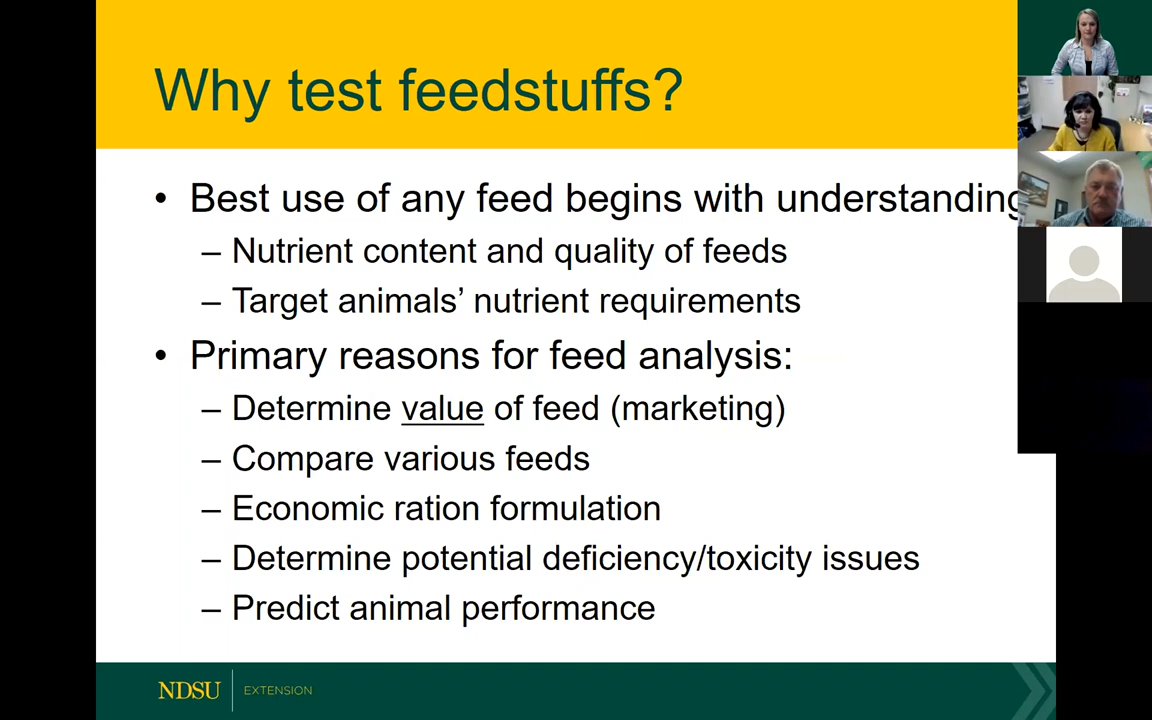 Why test feedstuffs?
• Best use of any feed begins with understanding
– Nutrient content and quality of feeds
– Target animals’ nutrient requirements
• Primary reasons for feed analysis:
– Determine value of feed (marketing)
– Compare various feeds
– Economic ration formulation
– Determine potential deficiency/toxicity issues
– Predict animal performance
NDSU EXTENSION